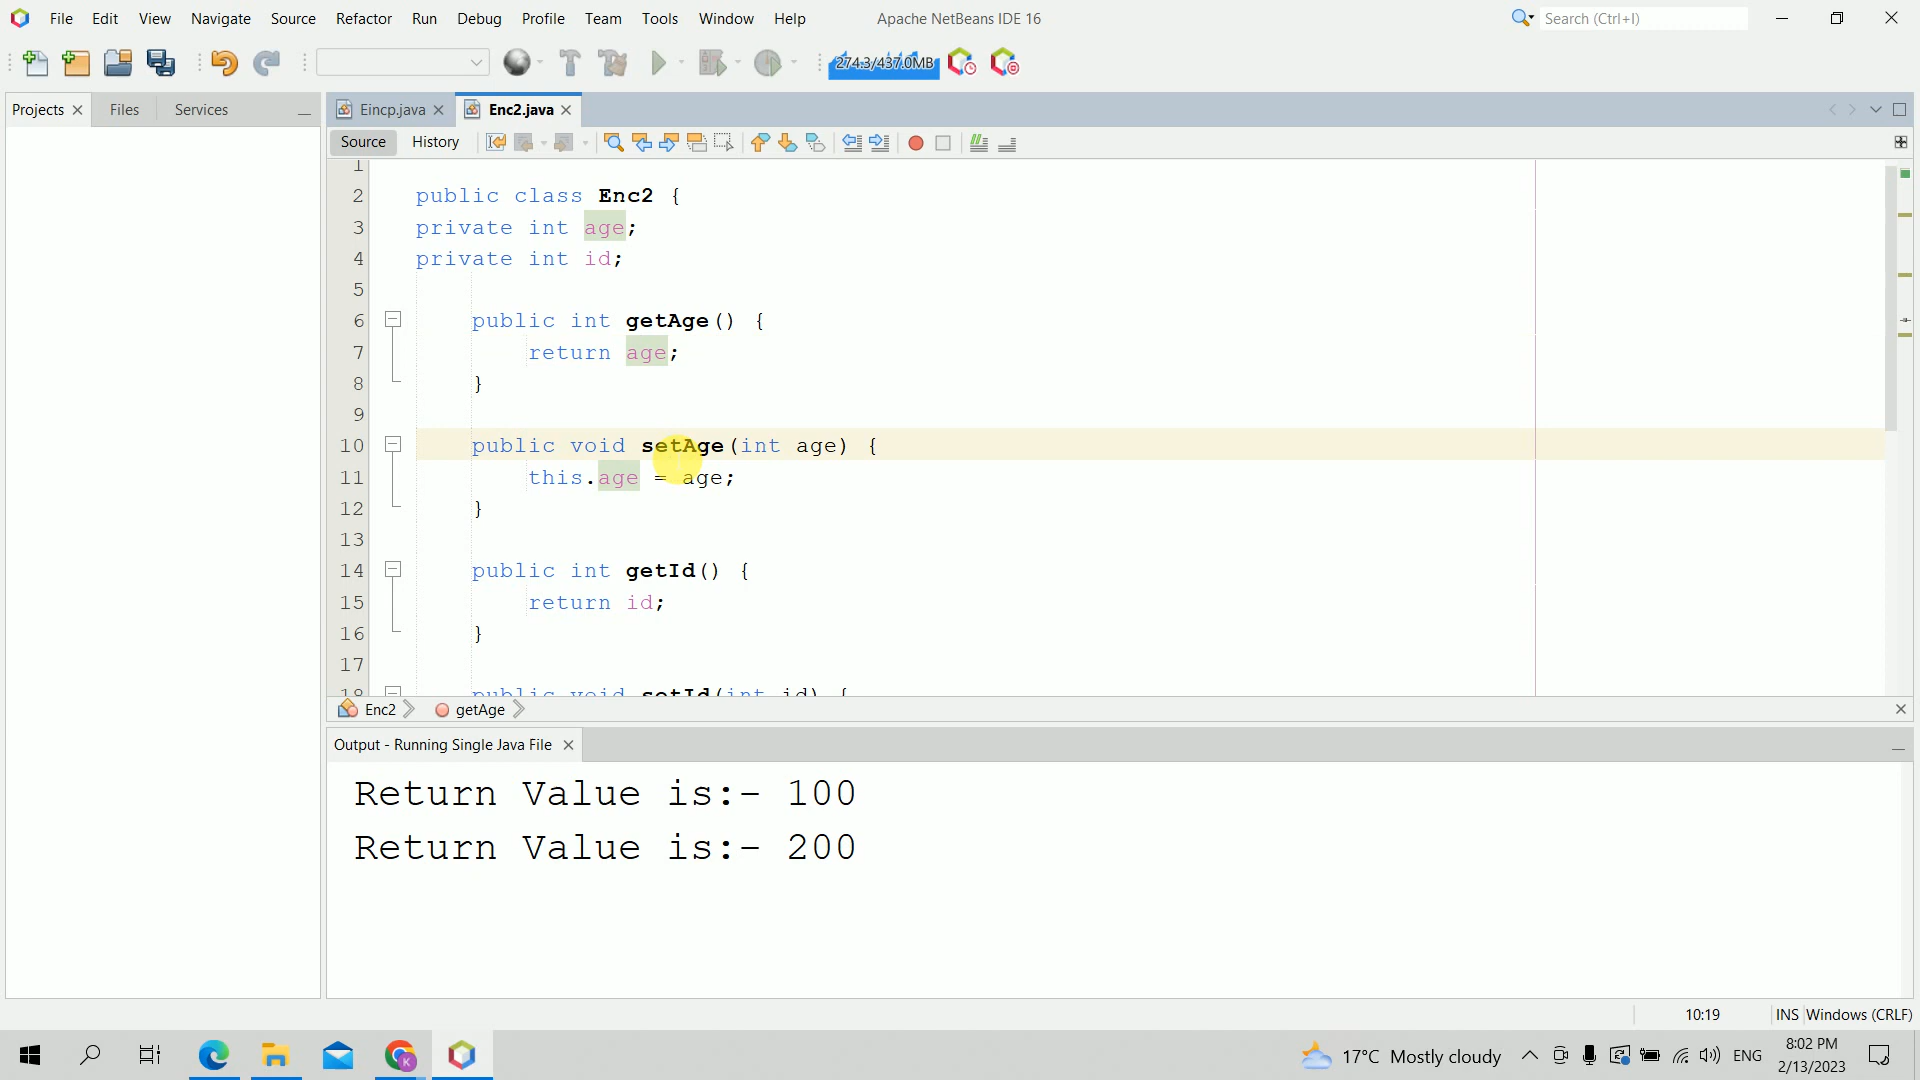 File Edit View Navigate Source Refactor Run Debug Profile Team Tools Window Help Apache NetBeans IDE 16 Search (Ctrl+I)
274.3/437.0MB
Projects Files Services Eincp.java Enc2.java
Source History
1
2 public class Enc2 {
3 private int age;
4 private int id;
5
6 public int getAge() {
7 return age;
8 }
9
10 public void setAge(int age) {
11 this.age = age;
12 }
13
14 public int getId() {
15 return id;
16 }
17
18 public void setId(int id) {
Enc2 getAge
Output - Running Single Java File
Return Value is:- 100
Return Value is:- 200
10:19 INS Windows (CRLF)
K 17°C Mostly cloudy ENG 8:02 PM
2/13/2023